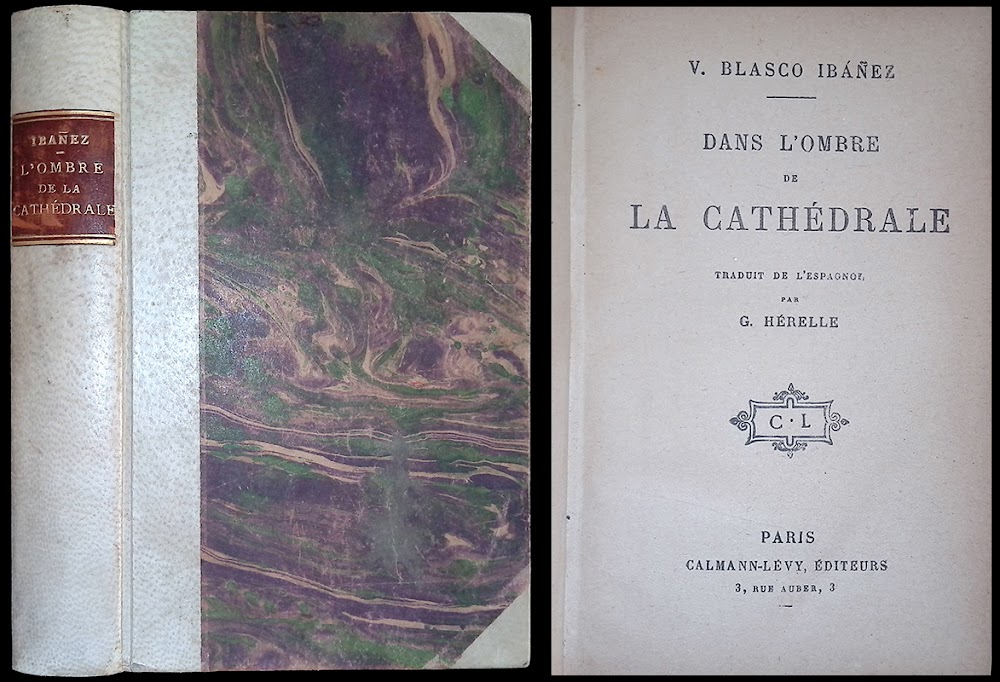 IBAÑEZ
L'OMBRE
DE LA
CATHÉDRALE
V. BLASCO IBÁÑEZ
DANS L'OMBRE
DE
LA CATHÉDRALE
TRADUIT DE L'ESPAGNOL
PAR
G. HÉRELLE
C · L
PARIS
CALMANN-LÉVY, ÉDITEURS
3, RUE AUBER, 3